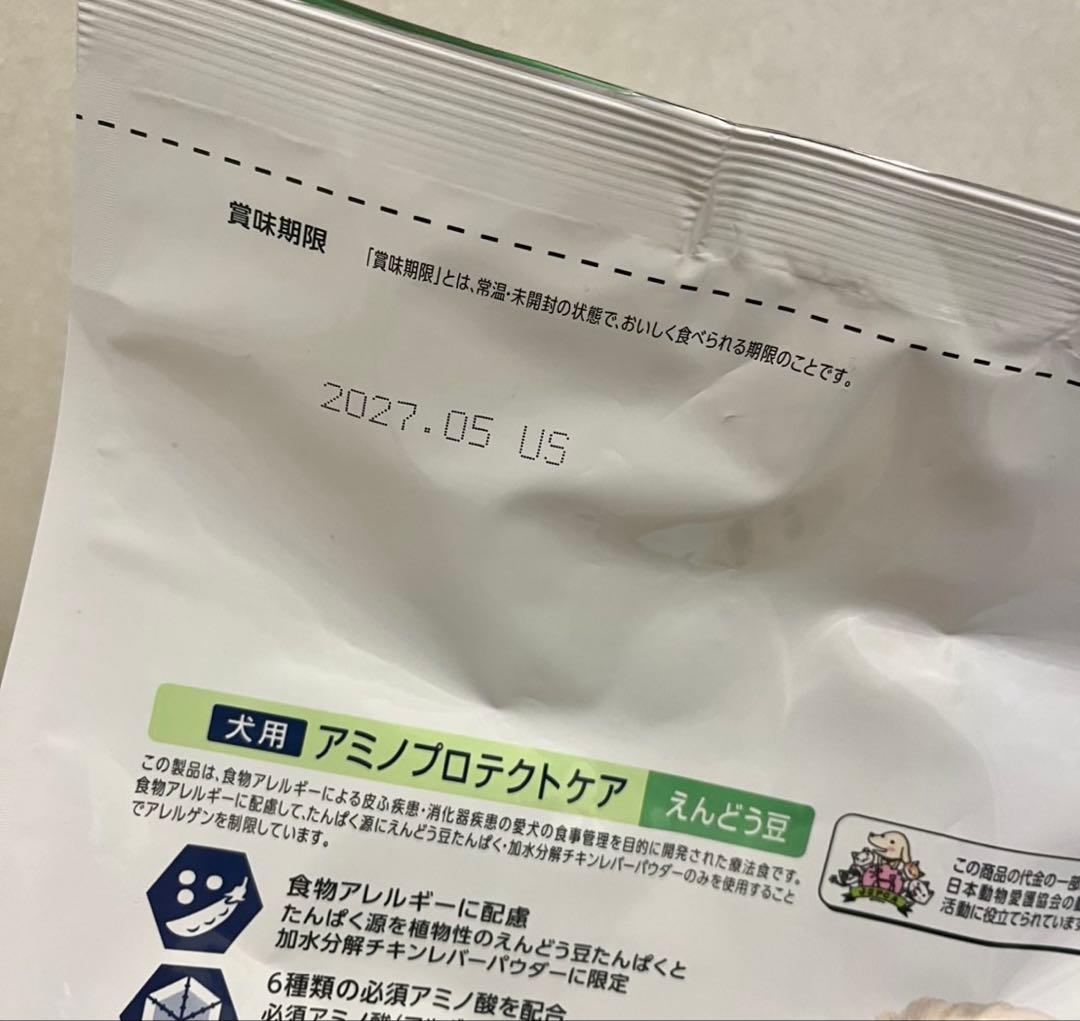 賞味期限
「賞味期限」とは、常温・未開封の状態で、おいしく食べられる期限のことです。
2027.05 US
犬用 アミノプロテクトケア えんどう豆
この製品は、食物アレルギーによる皮ふ疾患・消化器疾患の愛犬の食事管理を目的に開発された療法食です。
食物アレルギーに配慮して、たんぱく源にえんどう豆たんぱく・加水分解チキンレバーパウダーのみを使用すること
でアレルゲンを制限しています。
この商品の代金の一部
日本動物愛護協会の
活動に役立てられています
食物アレルギーに配慮
たんぱく源を植物性のえんどう豆たんぱくと
加水分解チキンレバーパウダーに限定
6種類の必須アミノ酸を配合
必須アミノ酸